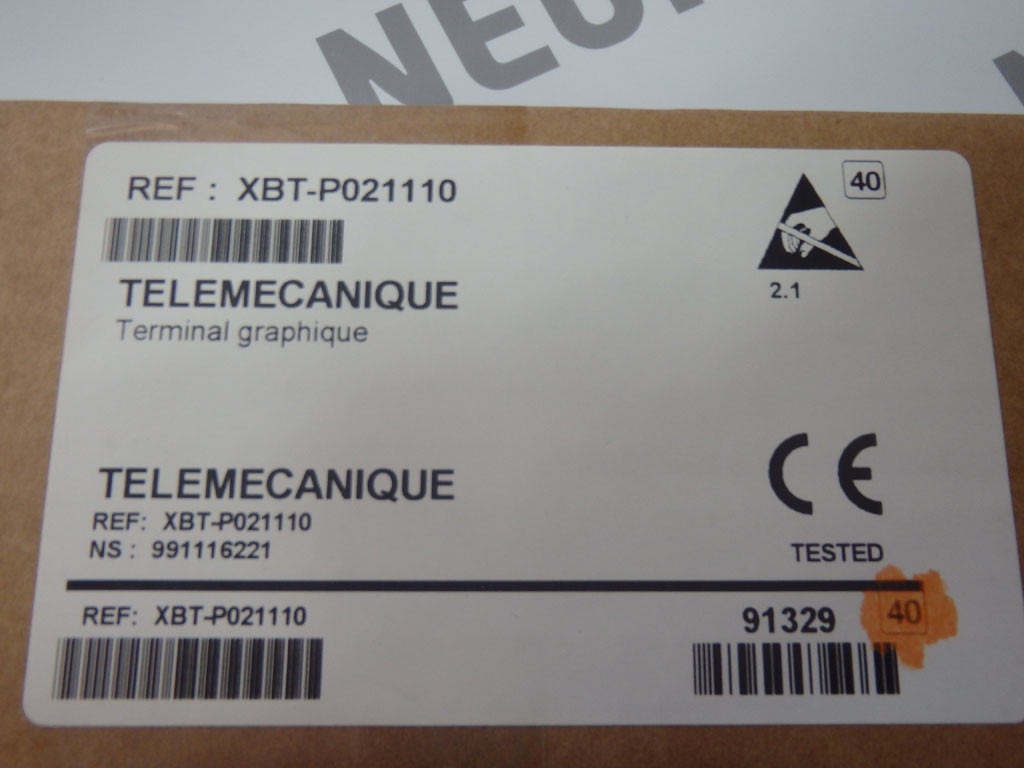 REF : XBT-P021110
40
TELEMECANIQUE
Terminal graphique
2.1
TELEMECANIQUE
REF: XBT-P021110
NS : 991116221
CE
TESTED
REF: XBT-P021110
91329
40